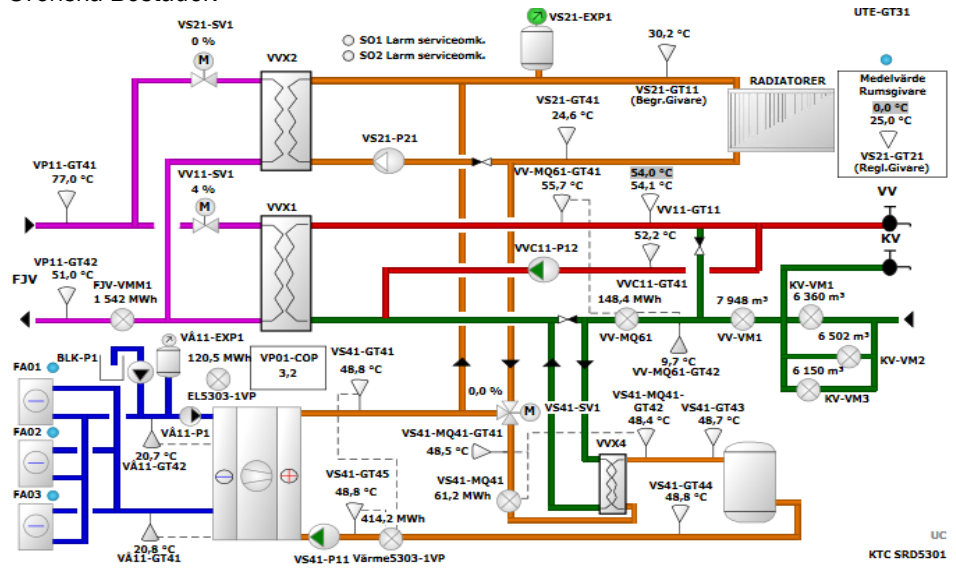 Svenska Bostäder.
VS21-EXP1
UTE-GT31
VS21-SV1
0 %
M
VVX2
SO1 Larm serviceomk.
SO2 Larm serviceomk.
30,2 °C
VS21-GT11
(Begr.Givare)
RADIATORER
Medelvärde
Rumsgivare
0,0 °C
25,0 °C
VS21-GT21
(Regl.Givare)
VS21-GT41
24,6 °C
VS21-P21
VP11-GT41
77,0 °C
VV11-SV1
4 %
M
VVX1
VV-MQ61-GT41
55,7 °C
54,0 °C
54,1 °C
VV11-GT11
VV
KV
52,2 °C
VVC11-P12
VVC11-GT41
FJV
VP11-GT42
51,0 °C
FJV-VMM1
1 542 MWh
148,4 MWh
VV-MQ61
7 948 m³
VV-VM1
KV-VM1
6 360 m³
6 502 m³
KV-VM2
6 150 m³
KV-VM3
9,7 °C
VV-MQ61-GT42
BLK-P1
VÅ11-EXP1
120,5 MWh
EL5303-1VP
VP01-COP
3,2
VS41-GT41
48,8 °C
0,0 %
M
VS41-SV1
FA01
FA02
FA03
VÅ11-P1
20,7 °C
VÅ11-GT42
20,8 °C
VÅ11-GT41
VS41-MQ41-GT41
48,5 °C
VS41-MQ41-
GT42
48,4 °C
VS41-GT43
48,7 °C
VVX4
VS41-MQ41
61,2 MWh
VS41-GT45
48,8 °C
414,2 MWh
VS41-GT44
48,8 °C
VS41-P11
Värme5303-1VP
UC
KTC SRD5301